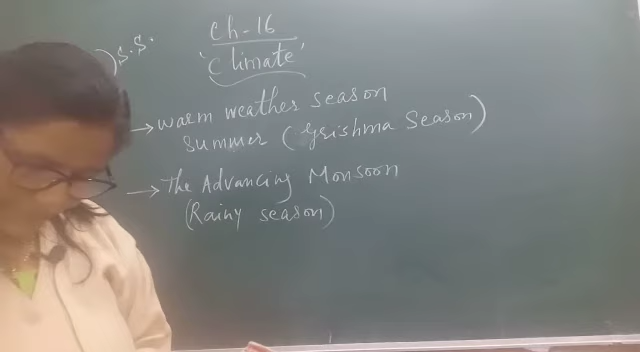 Ch-16
) S.S.
'Climate'
→ Warm weather season
Summer (Grishma Season)
→ The Advancing Monsoon
(Rainy season)